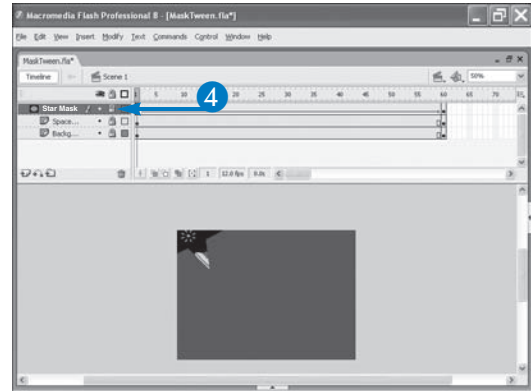 Macromedia Flash Professional 8 - [MaskTween.fla*]
File Edit View Insert Modify Text Commands Control Window Help
MaskTween.fla*
Timeline Scene 1 50%
1 5 10 20 25 30 35 40 45 50 55 60 65 70
4
Star Mask
Space...
Backg...
1 12.0 fps 0.0s